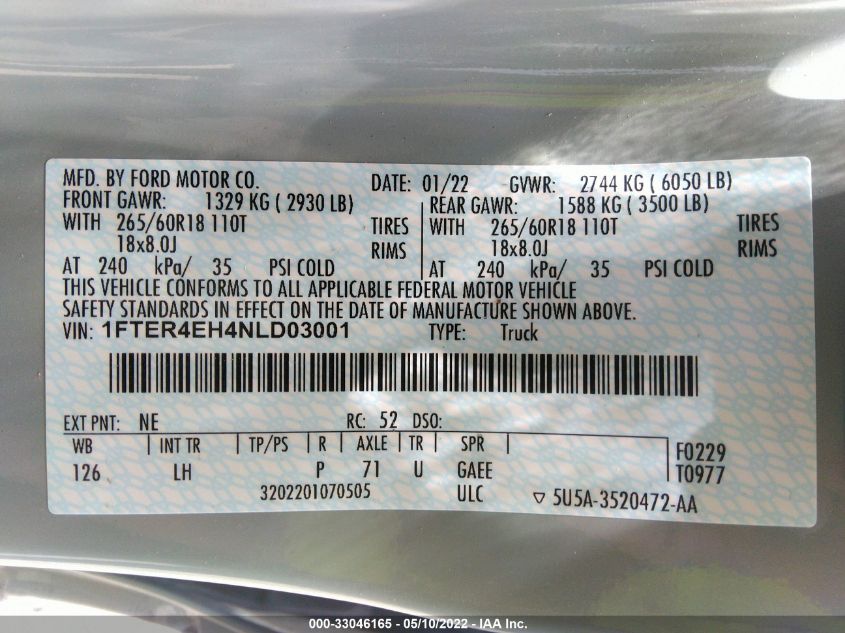 MFD. BY FORD MOTOR CO. DATE: 01/22 GVWR: 2744 KG ( 6050 LB)
FRONT GAWR: 1329 KG ( 2930 LB) REAR GAWR: 1588 KG ( 3500 LB)
WITH 265/60R18 110T TIRES WITH 265/60R18 110T TIRES
18x8.0J RIMS 18x8.0J RIMS
AT 240 kPa/ 35 PSI COLD AT 240 kPa/ 35 PSI COLD
THIS VEHICLE CONFORMS TO ALL APPLICABLE FEDERAL MOTOR VEHICLE
SAFETY STANDARDS IN EFFECT ON THE DATE OF MANUFACTURE SHOWN ABOVE.
VIN: 1FTER4EH4NLD03001 TYPE: Truck
EXT PNT: NE RC: 52 DSO:
WB INT TR TP/PS R AXLE TR SPR F0229
126 LH P 71 U GAEE T0977
3202201070505 ULC ▽ 5U5A-3520472-AA
000-33046165 - 05/10/2022 - IAA Inc.